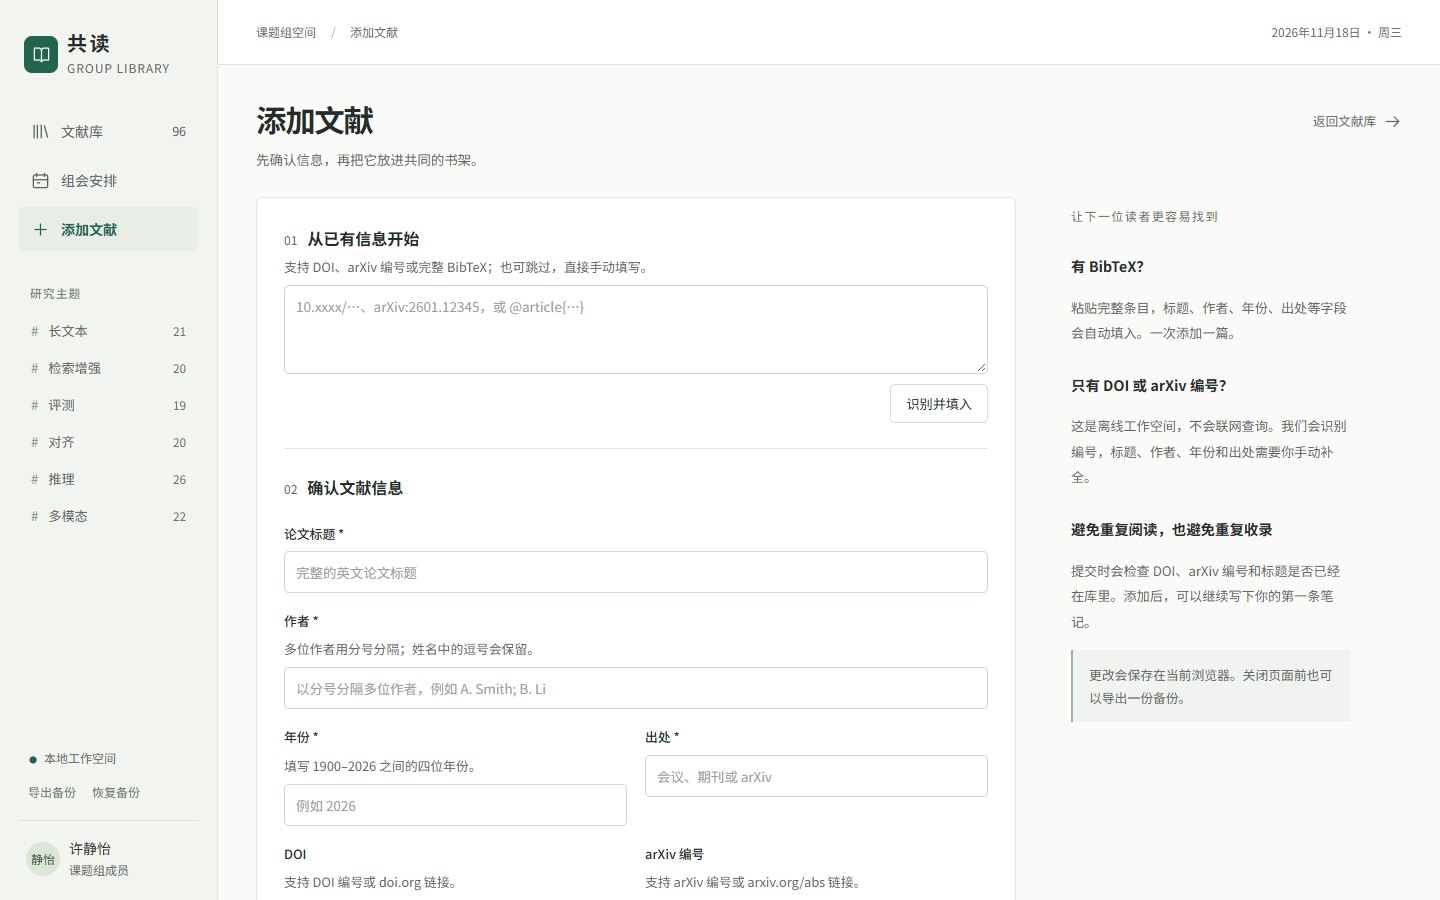 共读
GROUP LIBRARY
文献库 96
组会安排
添加文献
研究主题
# 长文本 21
# 检索增强 20
# 评测 19
# 对齐 20
# 推理 26
# 多模态 22
本地工作空间
导出备份 恢复备份
静怡
许静怡
课题组成员
课题组空间 / 添加文献
2026年11月18日 · 周三
添加文献
先确认信息，再把它放进共同的书架。
返回文献库 →
01 从已有信息开始
支持 DOI、arXiv 编号或完整 BibTeX；也可跳过，直接手动填写。
10.xxxx/…、arXiv:2601.12345，或 @article{…}
识别并填入
02 确认文献信息
论文标题 *
完整的英文论文标题
作者 *
多位作者用分号分隔；姓名中的逗号会保留。
以分号分隔多位作者，例如 A. Smith; B. Li
年份 *
填写 1900–2026 之间的四位年份。
例如 2026
出处 *
会议、期刊或 arXiv
DOI
支持 DOI 编号或 doi.org 链接。
arXiv 编号
支持 arXiv 编号或 arxiv.org/abs 链接。
让下一位读者更容易找到
有 BibTeX？
粘贴完整条目，标题、作者、年份、出处等字段
会自动填入。一次添加一篇。
只有 DOI 或 arXiv 编号？
这是离线工作空间，不会联网查询。我们会识别
编号，标题、作者、年份和出处需要你手动补
全。
避免重复阅读，也避免重复收录
提交时会检查 DOI、arXiv 编号和标题是否已经
在库里。添加后，可以继续写下你的第一条笔
记。
更改会保存在当前浏览器。关闭页面前也可
以导出一份备份。